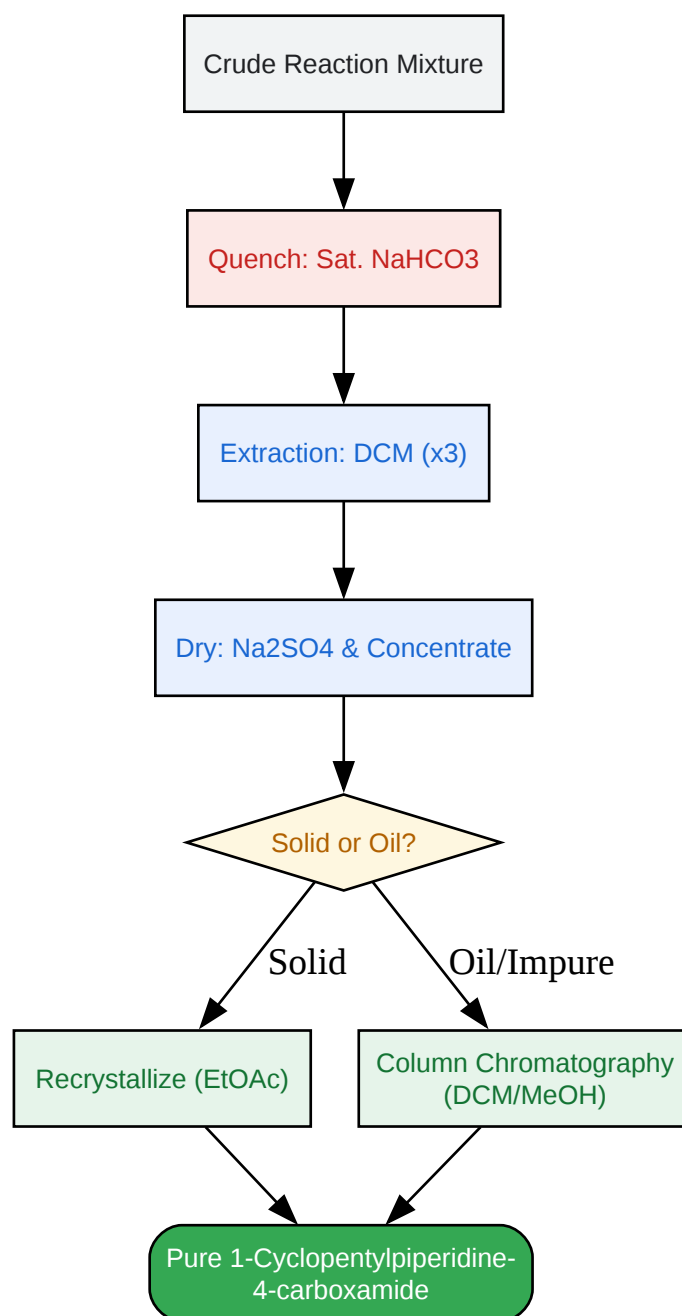 Crude Reaction Mixture
Quench: Sat. NaHCO3
Extraction: DCM (x3)
Dry: Na2SO4 & Concentrate
Solid or Oil?
Solid
Oil/Impure
Recrystallize (EtOAc)
Column Chromatography
(DCM/MeOH)
Pure 1-Cyclopentylpiperidine-
4-carboxamide